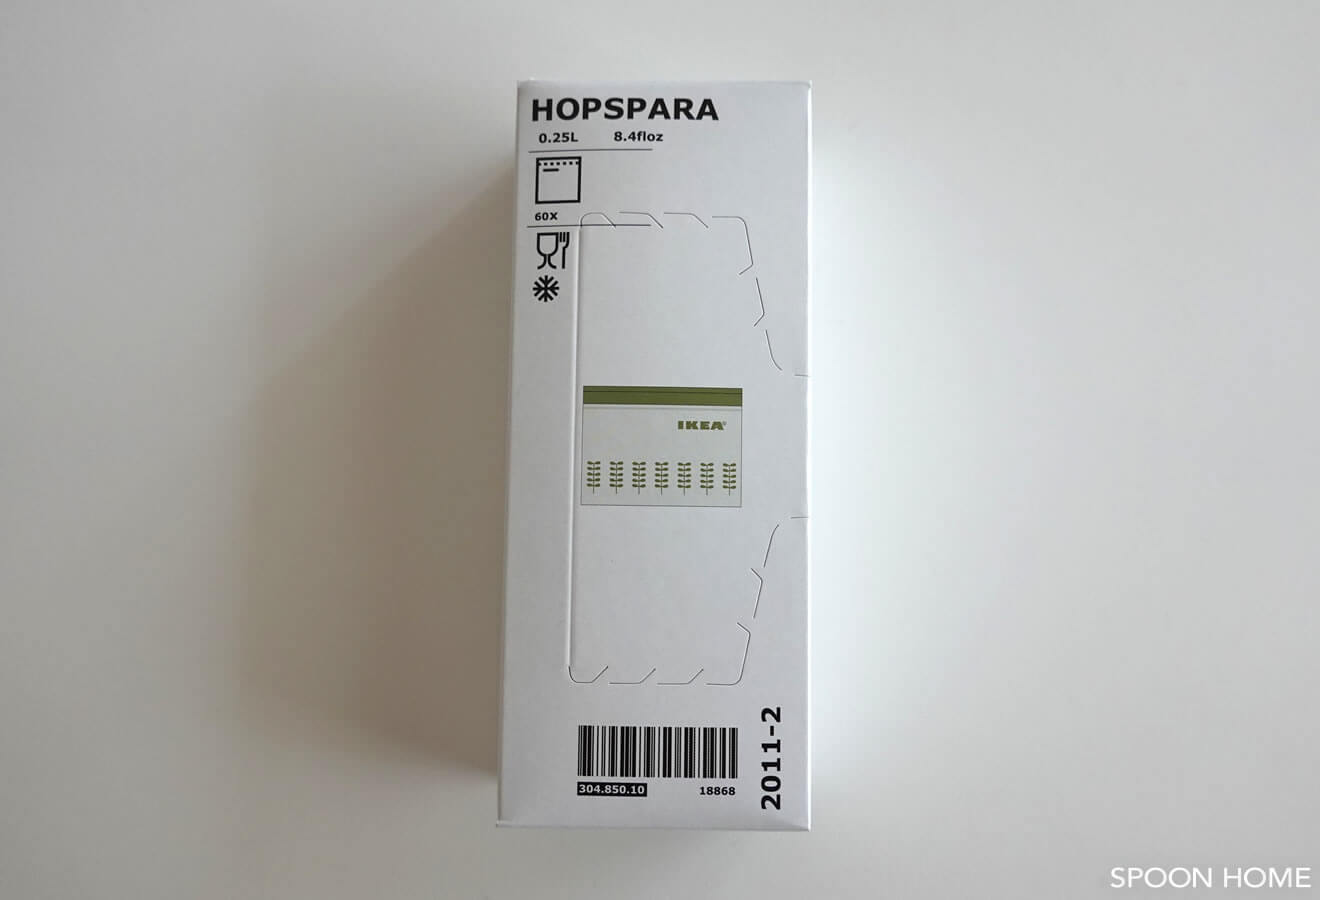 HOPSPARA
0.25L 8.4floz
60X
IKEA®
2011-2
304.850.10 18868
SPOON HOME